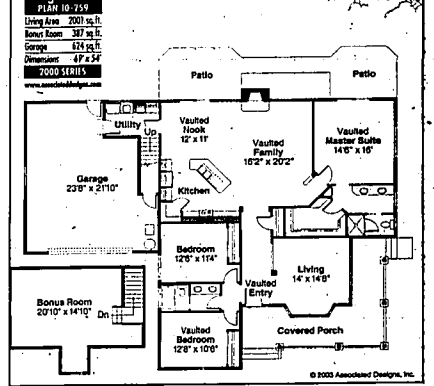 PLAN 10-759
Living Area 2001 sq.ft.
Bonus Room 387 sq.ft.
Garage 624 sq.ft.
Dimensions 69' x 54'
2000 SERIES
www.associateddesigns.com
Patio
Patio
Utility
Up
Vaulted
Nook
12' x 11'
Vaulted
Family
16'2" x 20'2"
Vaulted
Master Suite
14'6" x 16'
Garage
23'8" x 21'10"
Kitchen
Bedroom
12'6" x 11'4"
Living
14' x 14'8"
Vaulted
Entry
Bonus Room
20'10" x 14'10"
Dn
Covered Porch
Vaulted
Bedroom
12'8" x 10'6"
© 2003 Associated Designs, Inc.